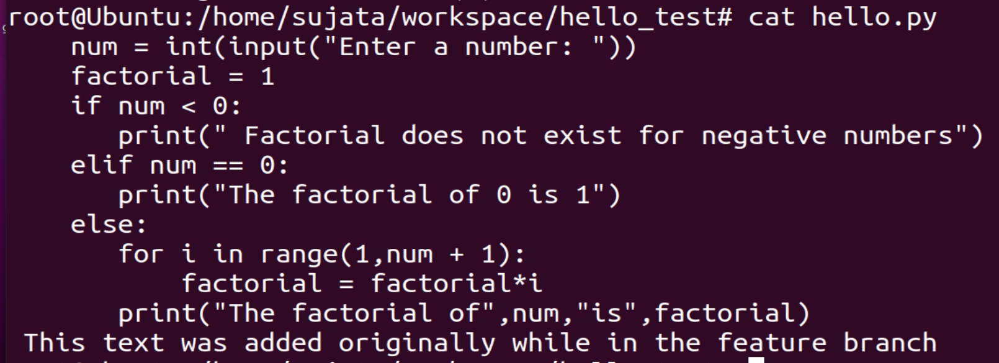 root@Ubuntu:/home/sujata/workspace/hello_test# cat hello.py
    num = int(input("Enter a number: "))
    factorial = 1
    if num < 0:
       print(" Factorial does not exist for negative numbers")
    elif num == 0:
       print("The factorial of 0 is 1")
    else:
       for i in range(1,num + 1):
           factorial = factorial*i
       print("The factorial of",num,"is",factorial)
 This text was added originally while in the feature branch